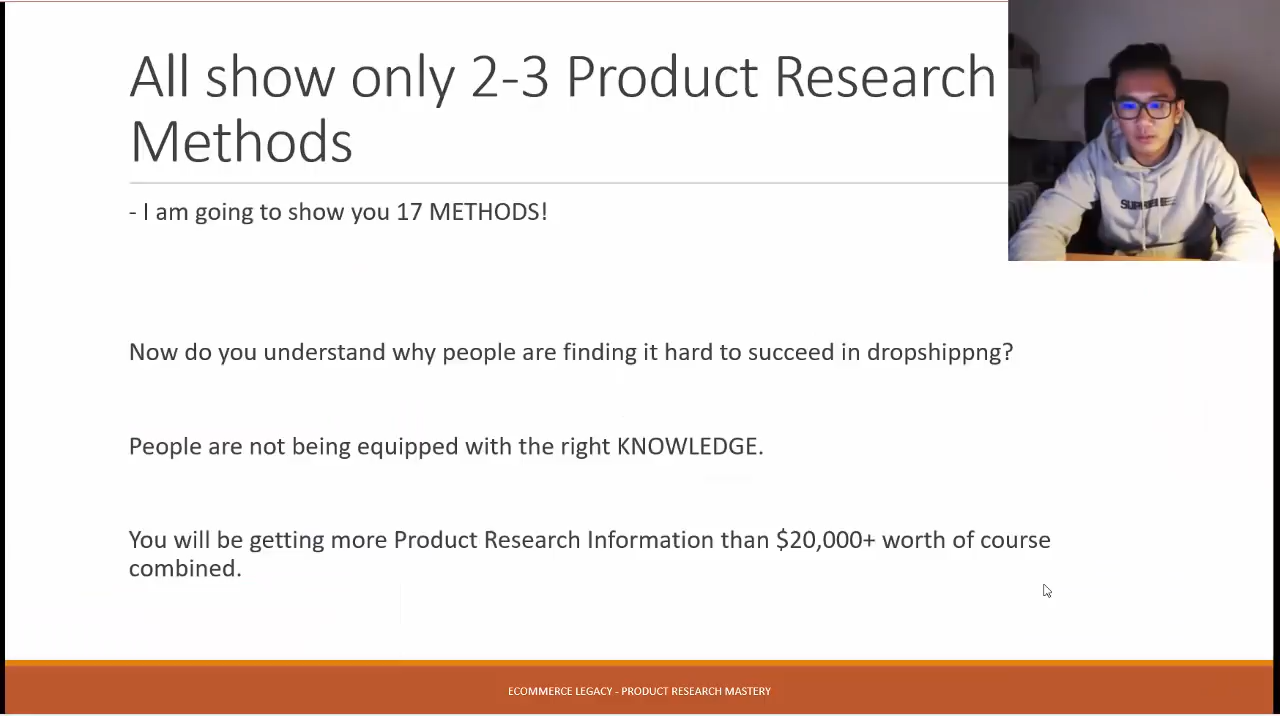 All show only 2-3 Product Research
Methods
- I am going to show you 17 METHODS!
Now do you understand why people are finding it hard to succeed in dropshippng?
People are not being equipped with the right KNOWLEDGE.
You will be getting more Product Research Information than $20,000+ worth of course
combined.
ECOMMERCE LEGACY - PRODUCT RESEARCH MASTERY